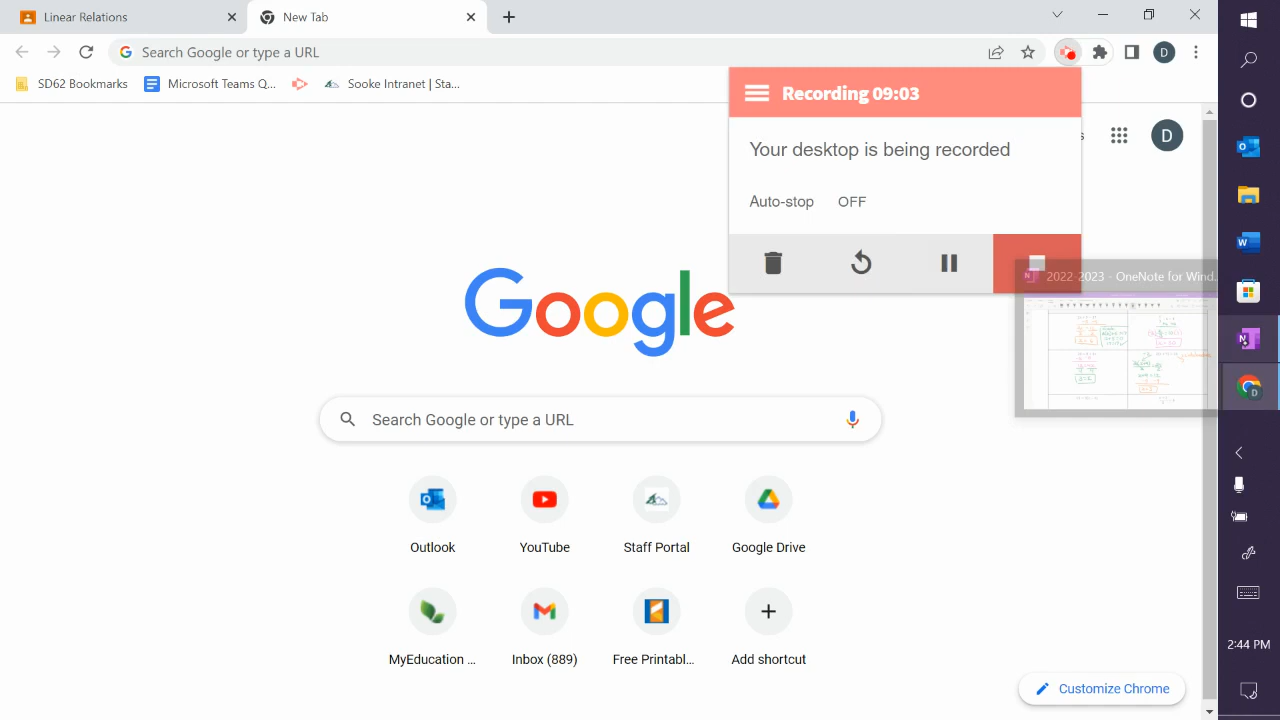 Linear Relations
New Tab
Search Google or type a URL
D
SD62 Bookmarks
Microsoft Teams Q...
Sooke Intranet | Sta...
Recording 09:03
Your desktop is being recorded
Auto-stop OFF
D
2022-2023 - OneNote for Wind...
Google
Search Google or type a URL
Outlook
YouTube
Staff Portal
Google Drive
MyEducation ...
Inbox (889)
Free Printabl...
Add shortcut
2:44 PM
Customize Chrome